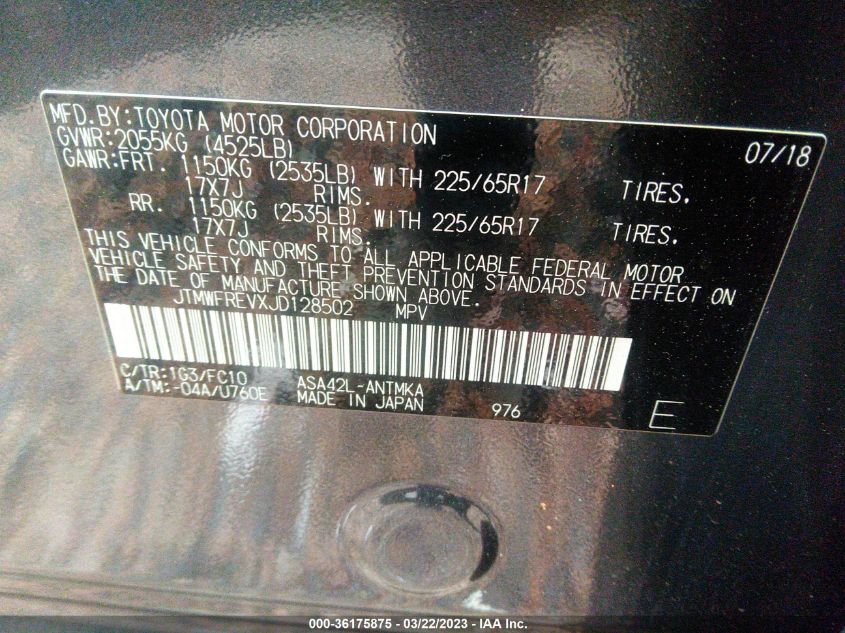 MFD.BY:TOYOTA MOTOR CORPORATION 07/18
GVWR:2055KG (4525LB)
GAWR:FRT. 1150KG (2535LB) WITH 225/65R17 TIRES.
17X7J RIMS.
RR. 1150KG (2535LB) WITH 225/65R17 TIRES.
17X7J RIMS.
THIS VEHICLE CONFORMS TO ALL APPLICABLE FEDERAL MOTOR
VEHICLE SAFETY AND THEFT PREVENTION STANDARDS IN EFFECT ON
THE DATE OF MANUFACTURE SHOWN ABOVE.
JTMWFREVXJD128502 MPV
C/TR:1G3/FC10 ASA42L-ANTMKA
A/TM:-04A/U760E MADE IN JAPAN 976 E
000-36175875 - 03/22/2023 - IAA Inc.